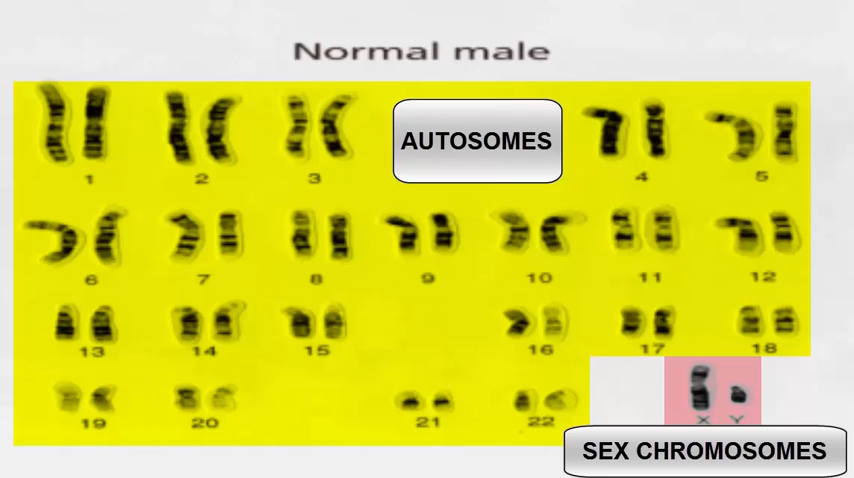 Normal male
AUTOSOMES
1 2 3 4 5
6 7 8 9 10 11 12
13 14 15 16 17 18
19 20 21 22 X Y
SEX CHROMOSOMES